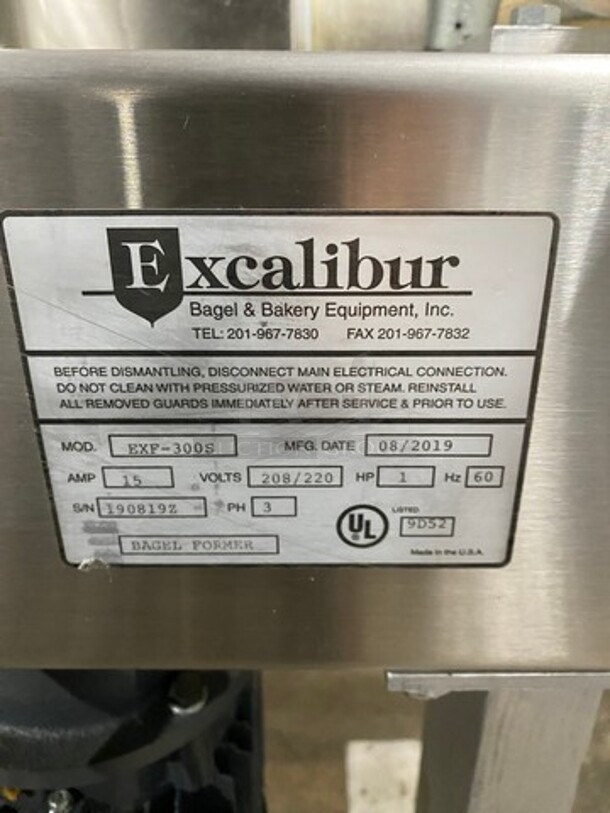 Excalibur
Bagel & Bakery Equipment, Inc.
TEL: 201-967-7830 FAX 201-967-7832
BEFORE DISMANTLING, DISCONNECT MAIN ELECTRICAL CONNECTION.
DO NOT CLEAN WITH PRESSURIZED WATER OR STEAM. REINSTALL
ALL REMOVED GUARDS IMMEDIATELY AFTER SERVICE & PRIOR TO USE.
MOD. EXF-300S MFG. DATE 08/2019
AMP 15 VOLTS 208/220 HP 1 Hz 60
S/N 190819Z PH 3
UL LISTED
9D52
BAGEL FORMER
Made in the U.S.A.